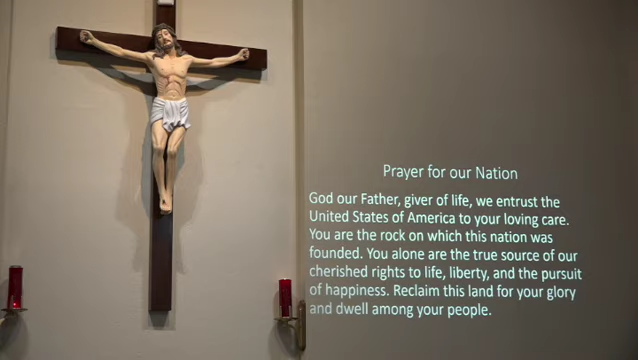 Prayer for our Nation
God our Father, giver of life, we entrust the
United States of America to your loving care.
You are the rock on which this nation was
founded. You alone are the true source of our
cherished rights to life, liberty, and the pursuit
of happiness. Reclaim this land for your glory
and dwell among your people.